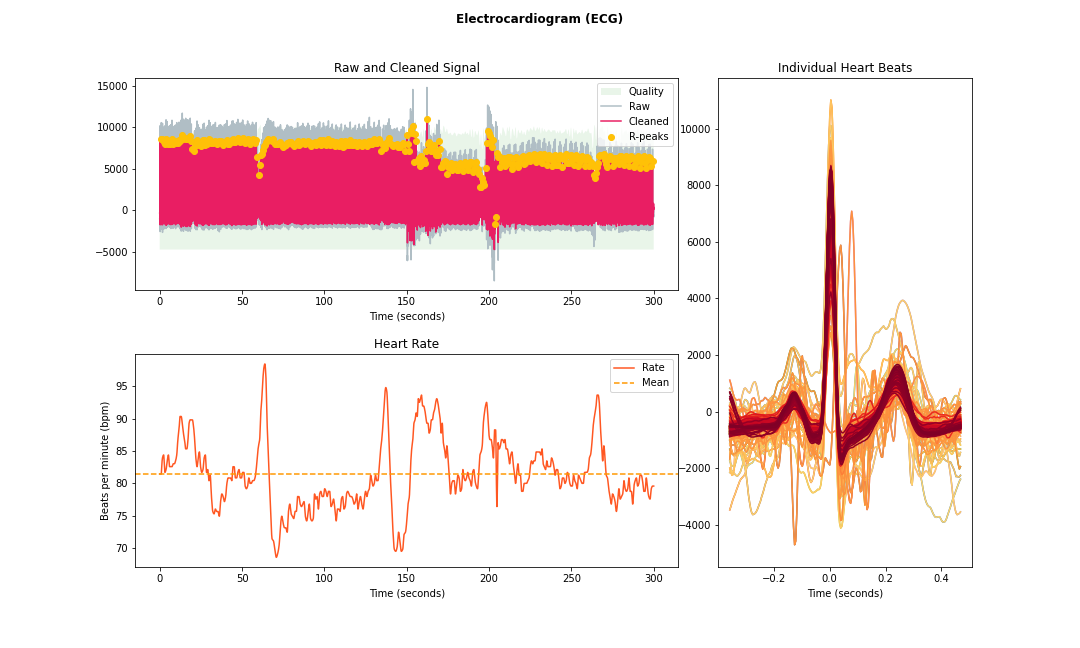 Electrocardiogram (ECG)
Raw and Cleaned Signal
15000
10000
5000
0
−5000
Quality
Raw
Cleaned
R-peaks
0 50 100 150 200 250 300
Time (seconds)
Heart Rate
Beats per minute (bpm)
95
90
85
80
75
70
Rate
Mean
0 50 100 150 200 250 300
Time (seconds)
Individual Heart Beats
10000
8000
6000
4000
2000
0
−2000
−4000
−0.2 0.0 0.2 0.4
Time (seconds)